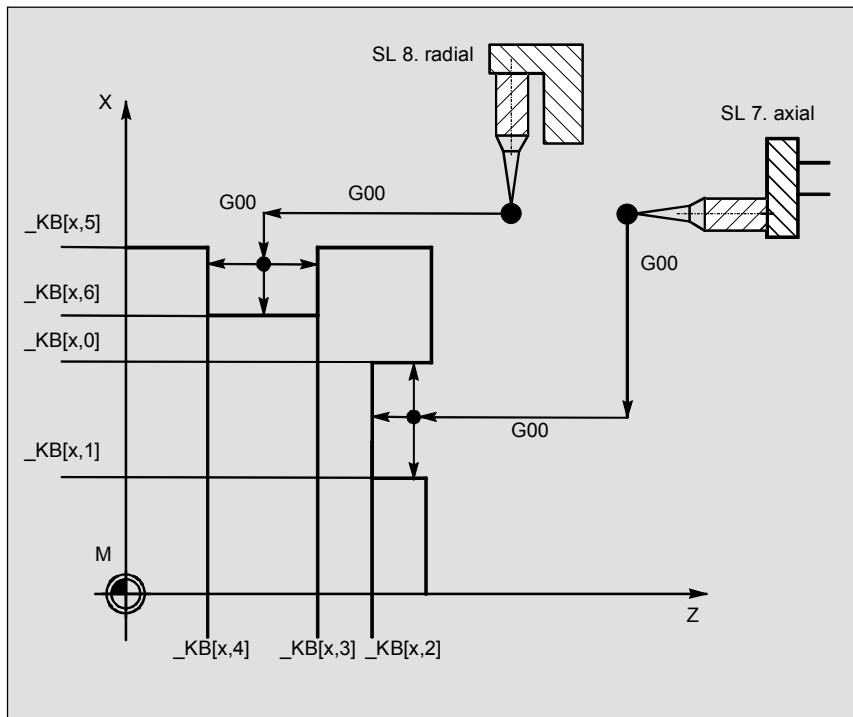 SL 8. radial
SL 7. axial
X
G00
G00
_KB[x,5]
G00
_KB[x,6]
_KB[x,0]
G00
_KB[x,1]
M
Z
_KB[x,4]
_KB[x,3]
_KB[x,2]